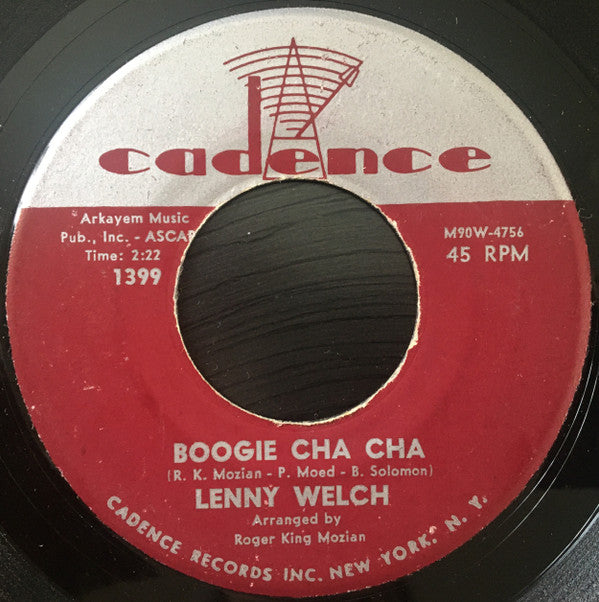 cadence
Arkayem Music
Pub., Inc. - ASCAP
Time: 2:22
1399
M90W-4756
45 RPM
BOOGIE CHA CHA
(R. K. Mozian - P. Moed - B. Solomon)
LENNY WELCH
Arranged by
Roger King Mozian
CADENCE RECORDS INC. NEW YORK. N. Y.